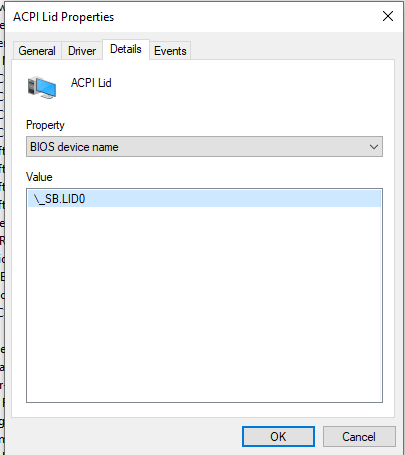 ACPI Lid Properties
General Driver Details Events
ACPI Lid
Property
BIOS device name
Value
\_SB.LID0
OK Cancel